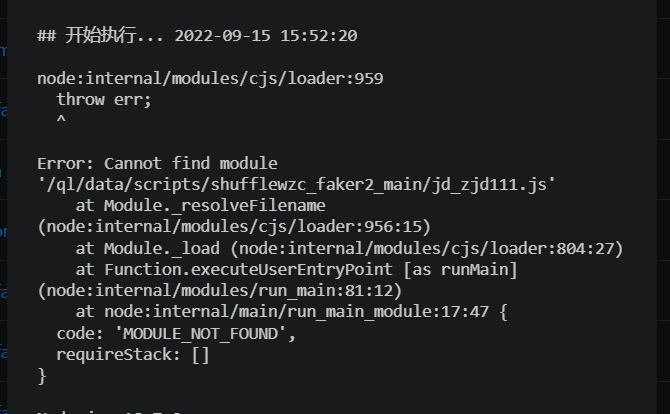 ## 开始执行... 2022-09-15 15:52:20
node:internal/modules/cjs/loader:959
throw err;
^
Error: Cannot find module
'/ql/data/scripts/shufflewzc_faker2_main/jd_zjd111.js'
at Module._resolveFilename
(node:internal/modules/cjs/loader:956:15)
at Module._load (node:internal/modules/cjs/loader:804:27)
at Function.executeUserEntryPoint [as runMain]
(node:internal/modules/run_main:81:12)
at node:internal/main/run_main_module:17:47 {
code: 'MODULE_NOT_FOUND',
requireStack: []
}